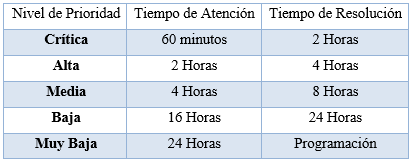 Nivel de Prioridad Tiempo de Atención Tiempo de Resolución
Crítica 60 minutos 2 Horas
Alta 2 Horas 4 Horas
Media 4 Horas 8 Horas
Baja 16 Horas 24 Horas
Muy Baja 24 Horas Programación